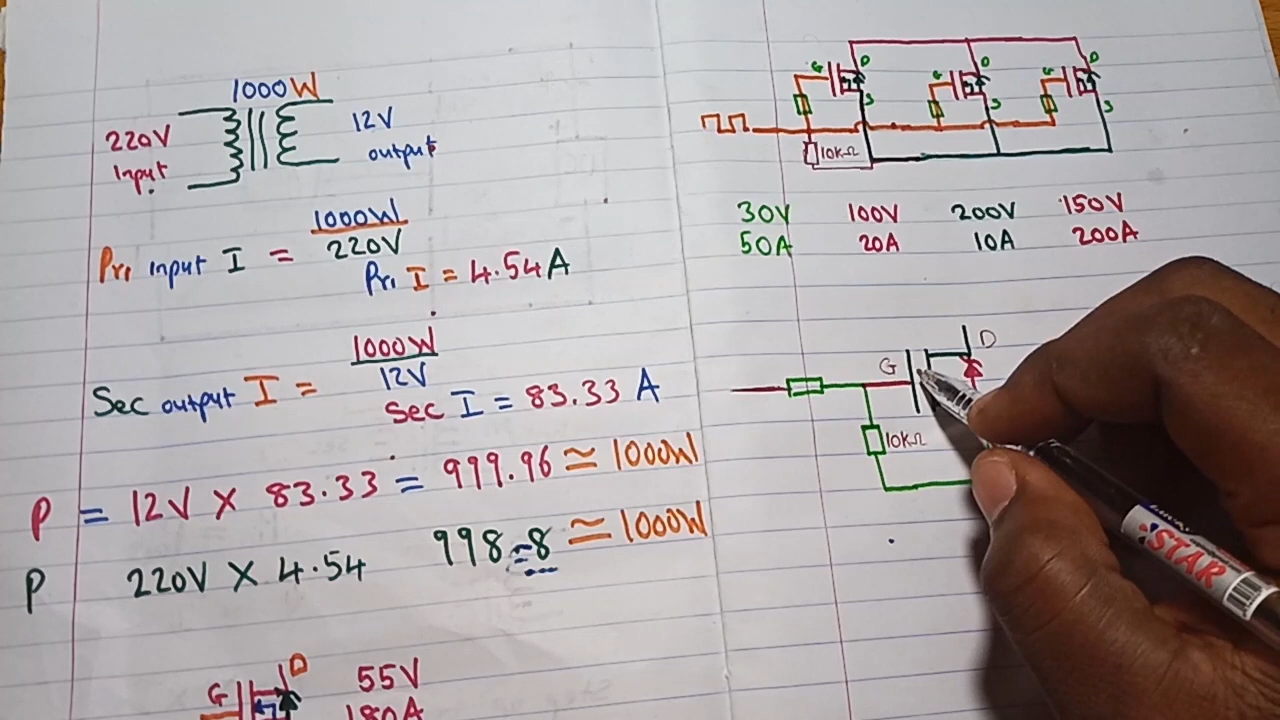 1000W
220V
Input
12V
output
Pri input I = 1000W
220V
Pri I = 4.54A
Sec output I = 1000W
12V
Sec I = 83.33 A
P = 12V X 83.33 = 999.96 ≃ 1000W
P 220V X 4.54 998.8 ≃ 1000W
G D 55V
180A
G D S
G D S
G D S
10KΩ
30V 100V 200V 150V
50A 20A 10A 200A
G D
10KΩ
STAR